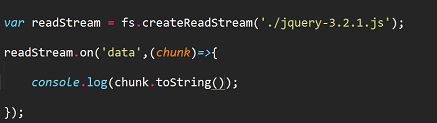 var readStream = fs.createReadStream('./jquery-3.2.1.js');
readStream.on('data',(chunk)=>{
console.log(chunk.toString());
});